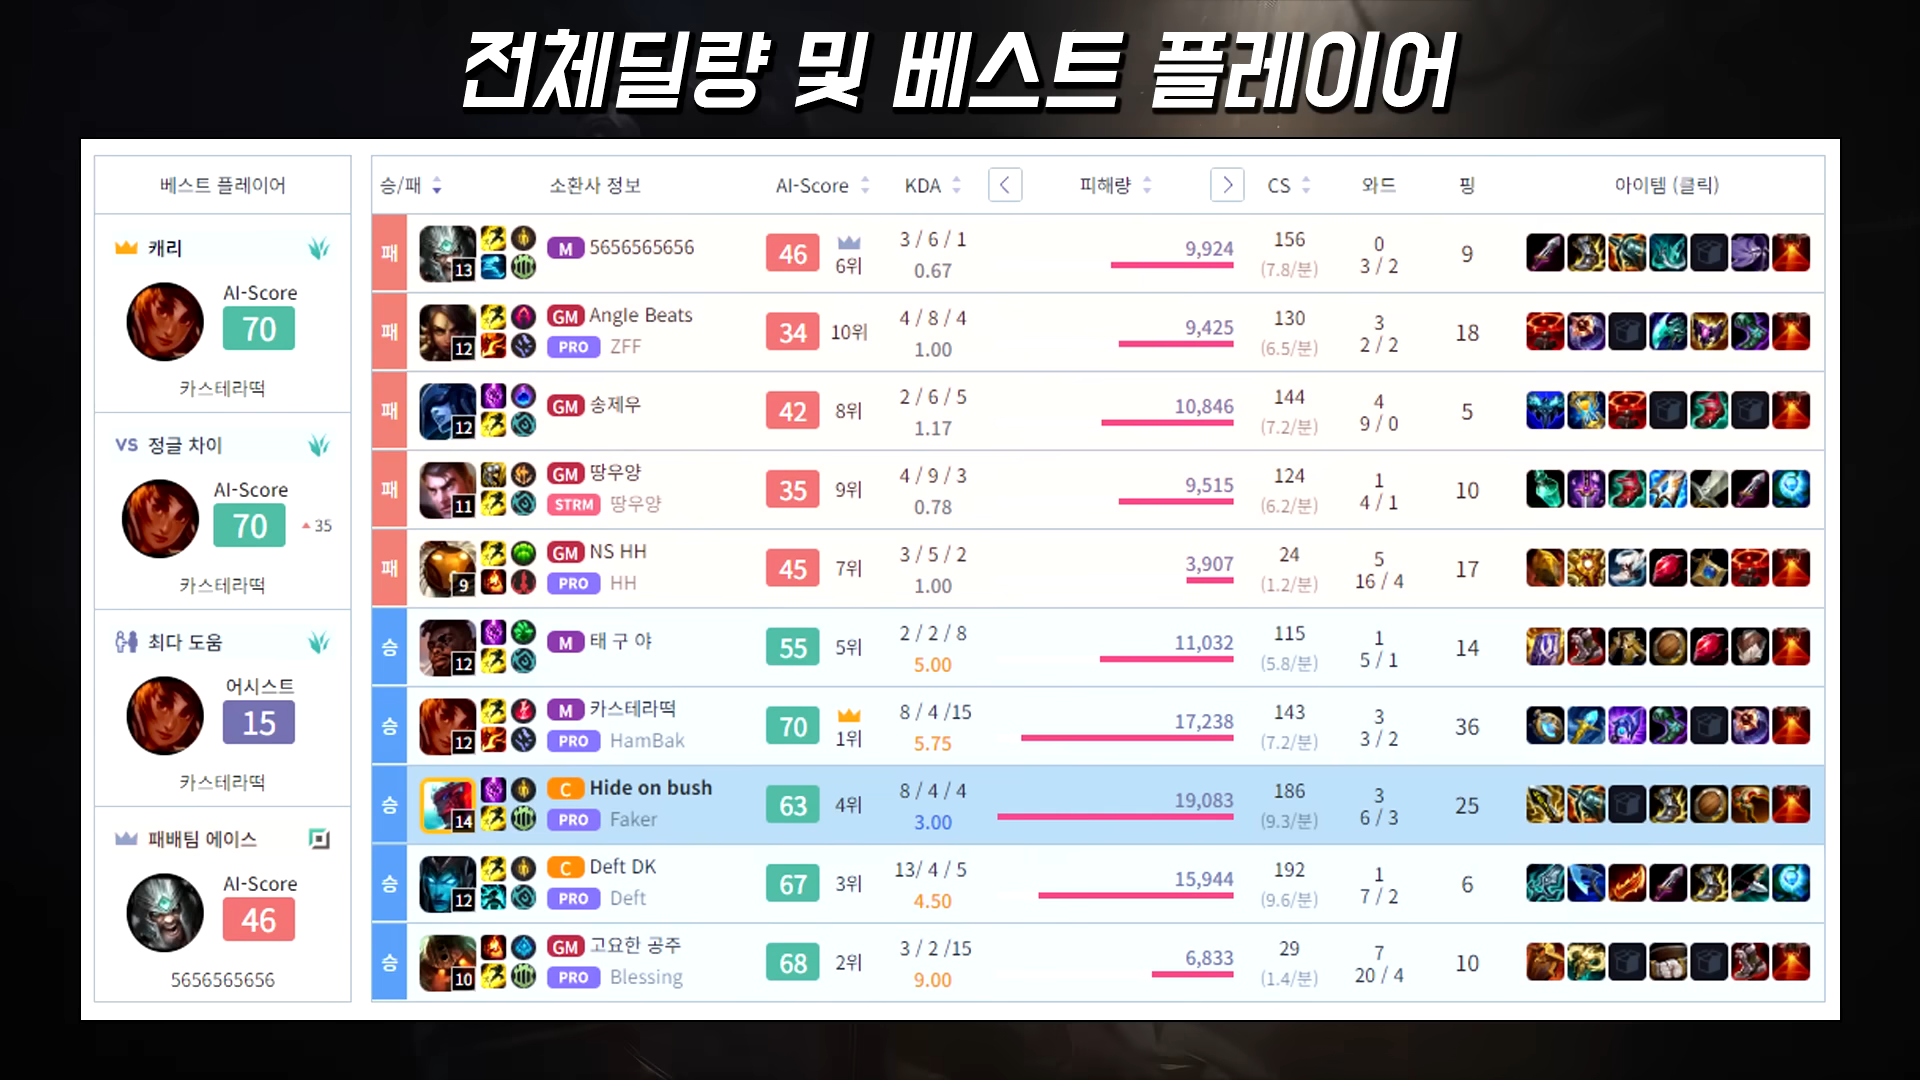 전체딜량 및 베스트 플레이어
베스트 플레이어
캐리
AI-Score
70
카스테라떡
VS 정글 차이
AI-Score
70
35
카스테라떡
최다 도움
어시스트
15
카스테라떡
패배팀 에이스
AI-Score
46
5656565656
승/패 소환사 정보 AI-Score KDA 피해량 CS 와드 핑 아이템 (클릭)
패 13 M 5656565656 46 6위 3 / 6 / 1 0.67 9,924 156 (7.8/분) 0 3 / 2 9
패 12 GM Angle Beats PRO ZFF 34 10위 4 / 8 / 4 1.00 9,425 130 (6.5/분) 3 2 / 2 18
패 12 GM 송제우 42 8위 2 / 6 / 5 1.17 10,846 144 (7.2/분) 4 9 / 0 5
패 11 GM 땅우양 STRM 땅우양 35 9위 4 / 9 / 3 0.78 9,515 124 (6.2/분) 1 4 / 1 10
패 9 GM NS HH PRO HH 45 7위 3 / 5 / 2 1.00 3,907 24 (1.2/분) 5 16 / 4 17
승 12 M 태 구 야 55 5위 2 / 2 / 8 5.00 11,032 115 (5.8/분) 1 5 / 1 14
승 12 M 카스테라떡 PRO HamBak 70 1위 8 / 4 /15 5.75 17,238 143 (7.2/분) 3 3 / 2 36
승 14 C Hide on bush PRO Faker 63 4위 8 / 4 / 4 3.00 19,083 186 (9.3/분) 3 6 / 3 25
승 12 C Deft DK PRO Deft 67 3위 13/ 4 / 5 4.50 15,944 192 (9.6/분) 1 7 / 2 6
승 10 GM 고요한 공주 PRO Blessing 68 2위 3 / 2 /15 9.00 6,833 29 (1.4/분) 7 20 / 4 10